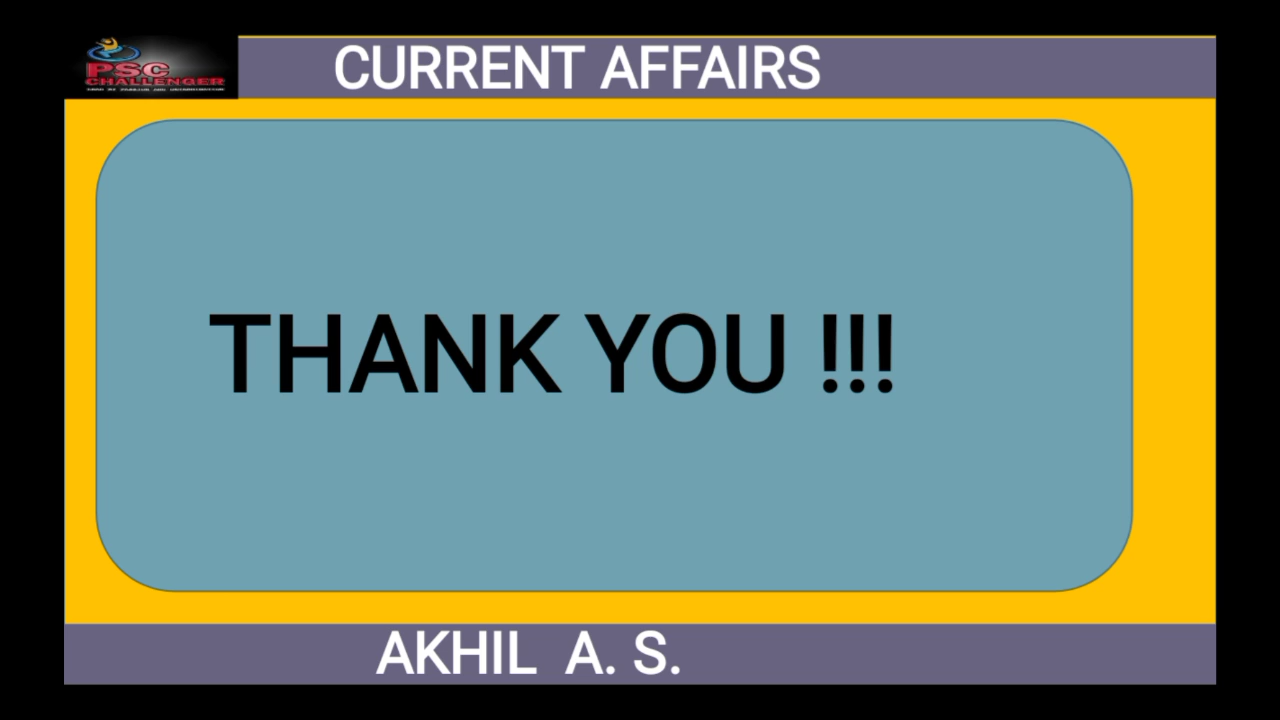 PSC
CHALLENGER
CURRENT AFFAIRS
THANK YOU !!!
AKHIL A. S.